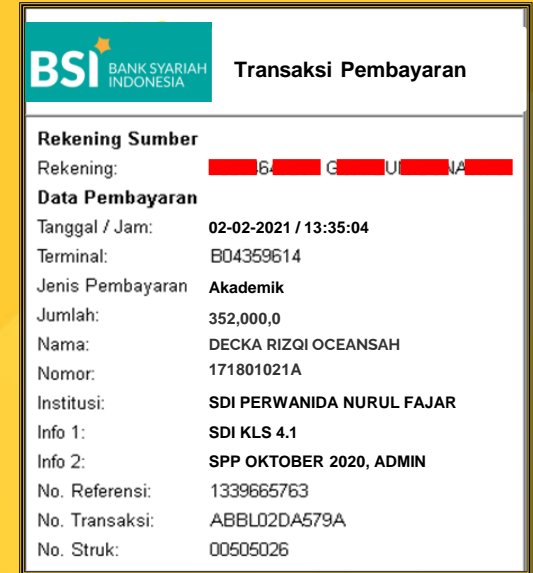 BSI BANK SYARIAH
INDONESIA
Transaksi Pembayaran
Rekening Sumber
Rekening:
Data Pembayaran
Tanggal / Jam: 02-02-2021 / 13:35:04
Terminal: B04359614
Jenis Pembayaran Akademik
Jumlah: 352,000,0
Nama: DECKA RIZQI OCEANSAH
Nomor: 171801021A
Institusi: SDI PERWANIDA NURUL FAJAR
Info 1: SDI KLS 4.1
Info 2: SPP OKTOBER 2020, ADMIN
No. Referensi: 1339665763
No. Transaksi: ABBL02DA579A
No. Struk: 00505026